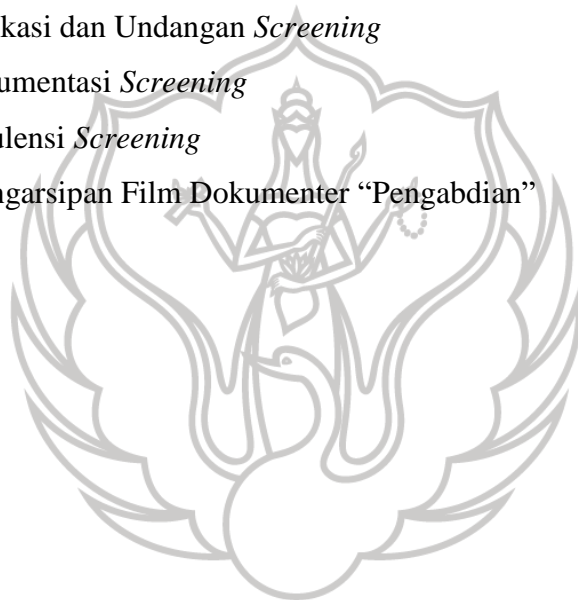 kasi dan Undangan Screening
umentasi Screening
ulensi Screening
ngarsipan Film Dokumenter “Pengabdian”